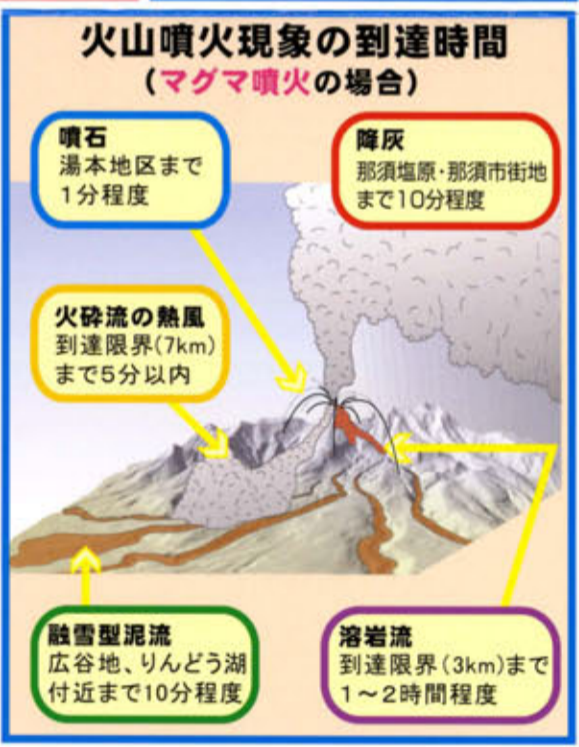 火山噴火現象の到達時間
(マグマ噴火の場合)
噴石
湯本地区まで
1分程度
降灰
那須塩原・那須市街地
まで10分程度
火砕流の熱風
到達限界(7km)
まで5分以内
融雪型泥流
広谷地、りんどう湖
付近まで10分程度
溶岩流
到達限界(3km)まで
1～2時間程度